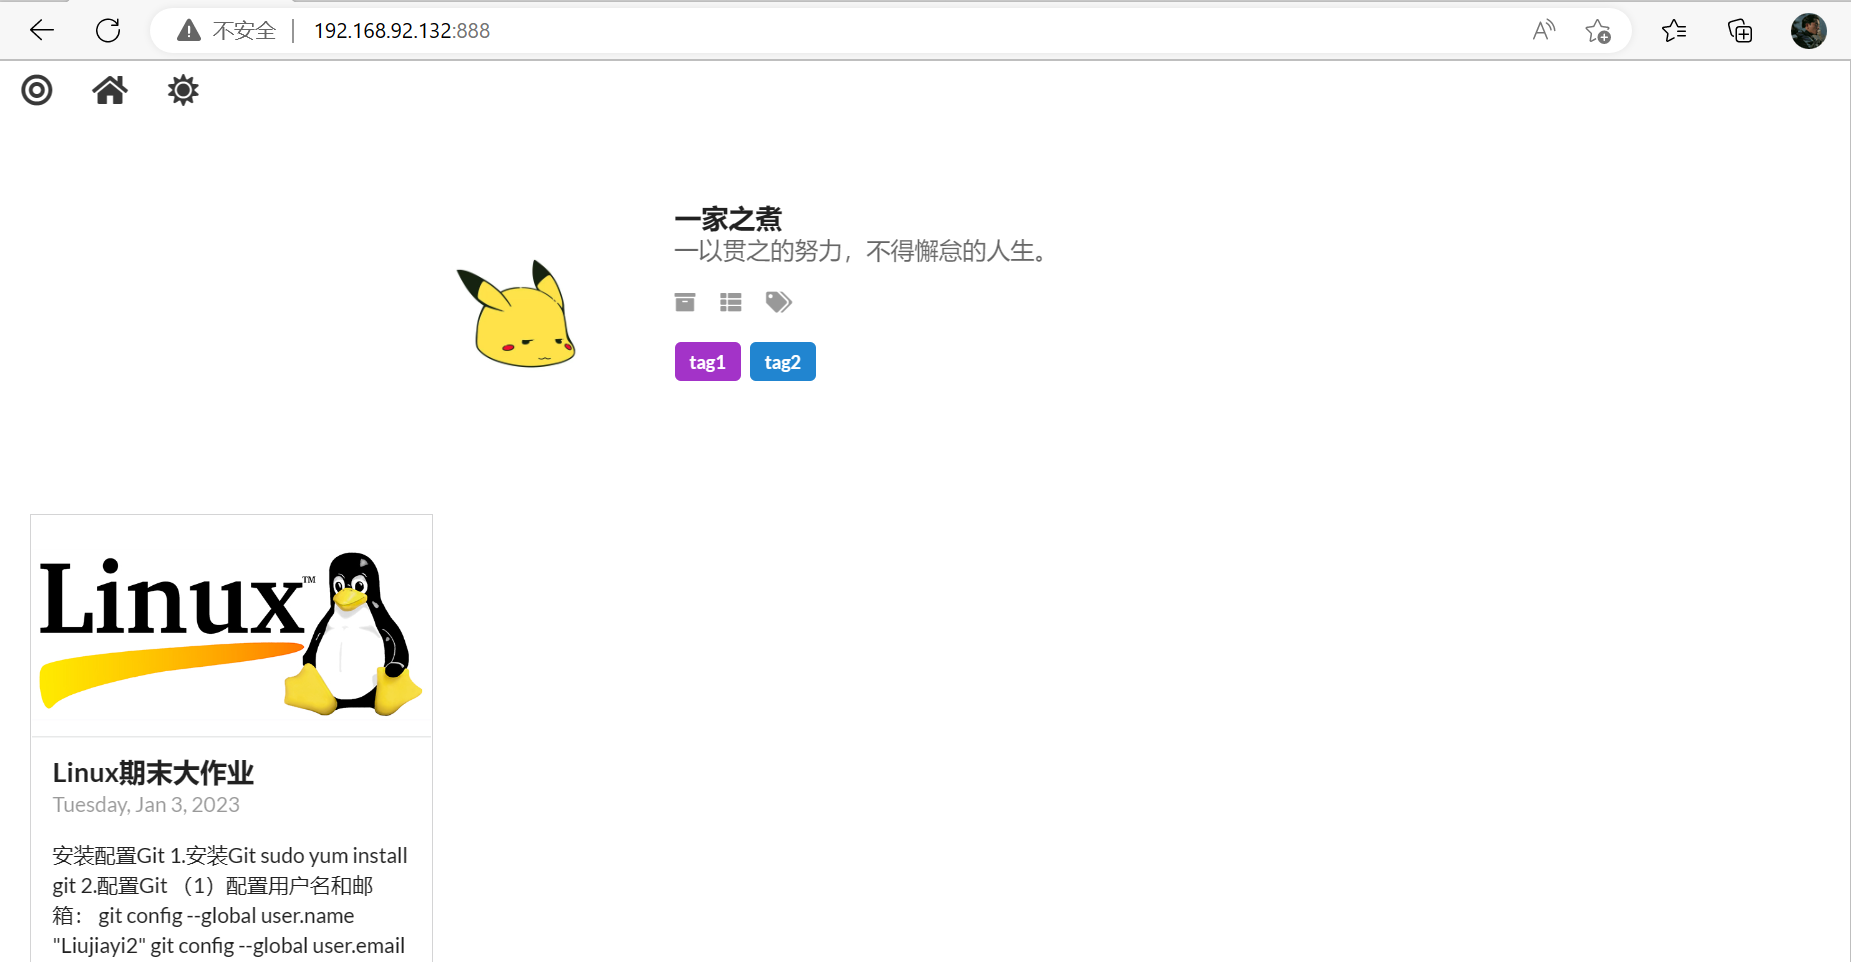 不安全 192.168.92.132:888
一家之煮
一以贯之的努力，不得懈怠的人生。
tag1 tag2
Linux™
Linux期末大作业
Tuesday, Jan 3, 2023
安装配置Git 1.安装Git sudo yum install
git 2.配置Git （1）配置用户名和邮
箱： git config --global user.name
"Liujiayi2" git config --global user.email